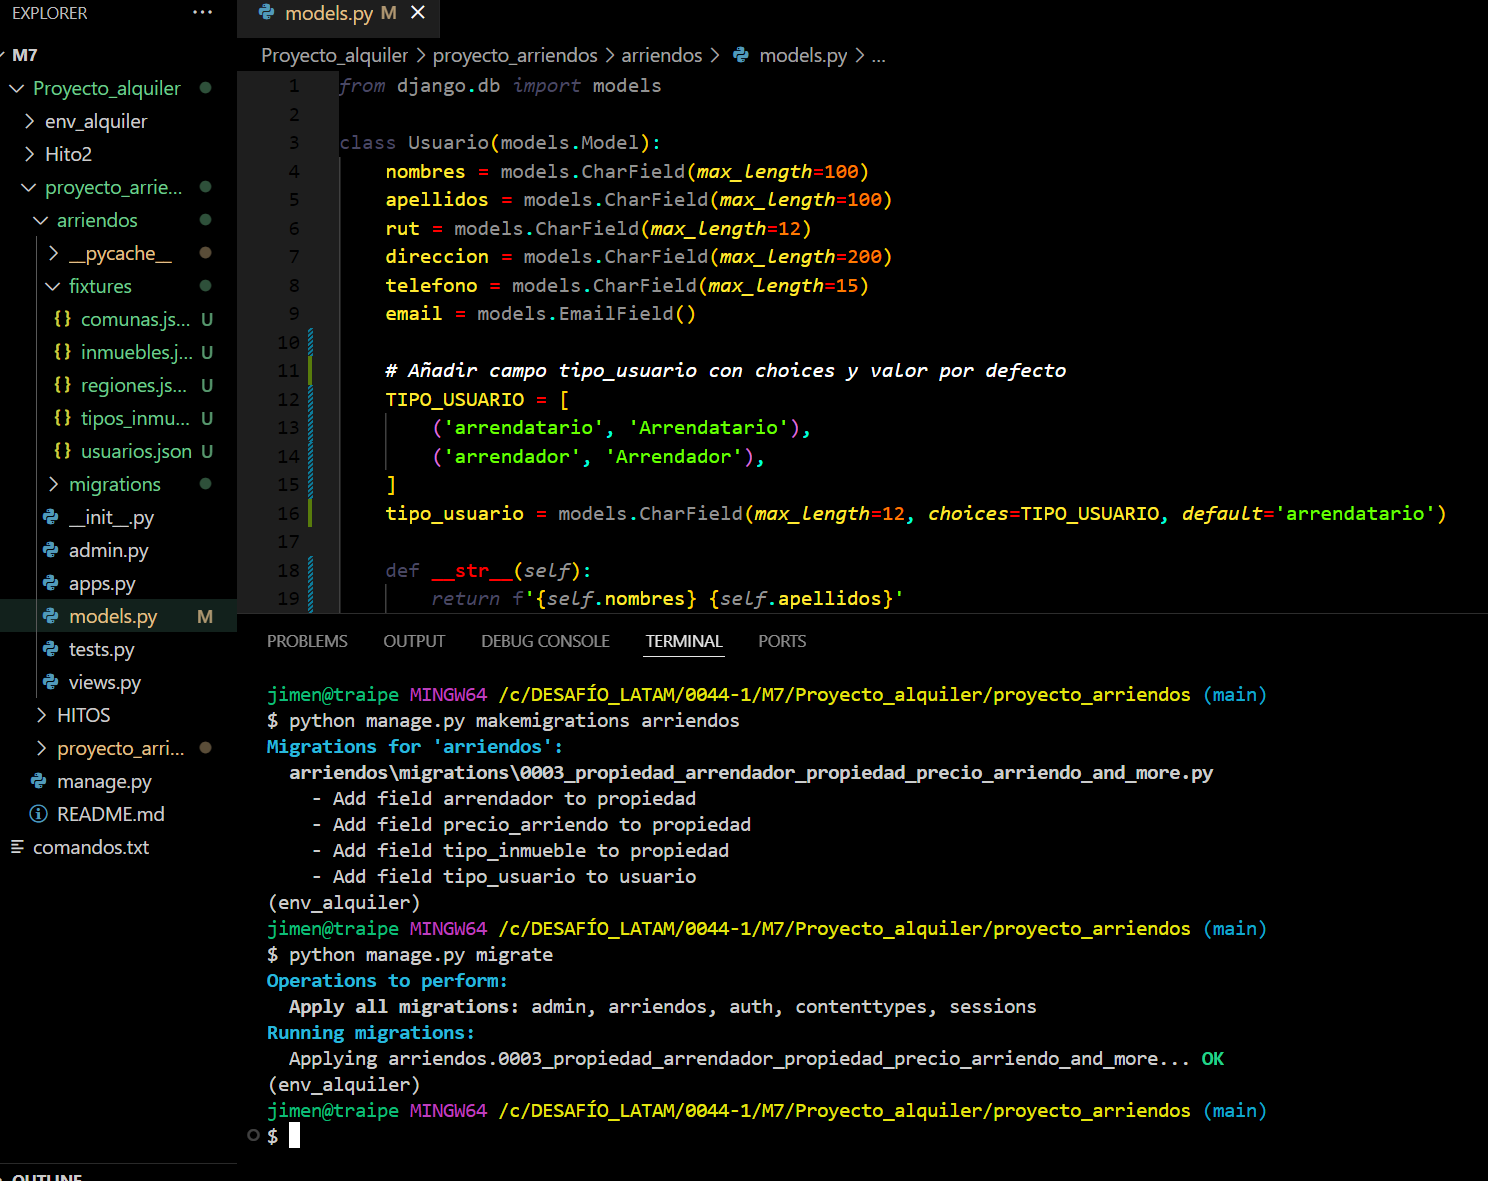 EXPLORER ...
M7
Proyecto_alquiler
env_alquiler
Hito2
proyecto_arrie...
arriendos
__pycache__
fixtures
{} comunas.js... U
{} inmuebles.j... U
{} regiones.js... U
{} tipos_inmu... U
{} usuarios.json U
migrations
__init__.py
admin.py
apps.py
models.py M
tests.py
views.py
HITOS
proyecto_arri...
manage.py
README.md
comandos.txt
OUTLINE
models.py M ×
Proyecto_alquiler > proyecto_arriendos > arriendos > models.py > ...
1 from django.db import models
2
3 class Usuario(models.Model):
4 nombres = models.CharField(max_length=100)
5 apellidos = models.CharField(max_length=100)
6 rut = models.CharField(max_length=12)
7 direccion = models.CharField(max_length=200)
8 telefono = models.CharField(max_length=15)
9 email = models.EmailField()
10
11 # Añadir campo tipo_usuario con choices y valor por defecto
12 TIPO_USUARIO = [
13 ('arrendatario', 'Arrendatario'),
14 ('arrendador', 'Arrendador'),
15 ]
16 tipo_usuario = models.CharField(max_length=12, choices=TIPO_USUARIO, default='arrendatario')
17
18 def __str__(self):
19 return f'{self.nombres} {self.apellidos}'
PROBLEMS OUTPUT DEBUG CONSOLE TERMINAL PORTS
jimen@traipe MINGW64 /c/DESAFÍO_LATAM/0044-1/M7/Proyecto_alquiler/proyecto_arriendos (main)
$ python manage.py makemigrations arriendos
Migrations for 'arriendos':
arriendos\migrations\0003_propiedad_arrendador_propiedad_precio_arriendo_and_more.py
- Add field arrendador to propiedad
- Add field precio_arriendo to propiedad
- Add field tipo_inmueble to propiedad
- Add field tipo_usuario to usuario
(env_alquiler)
jimen@traipe MINGW64 /c/DESAFÍO_LATAM/0044-1/M7/Proyecto_alquiler/proyecto_arriendos (main)
$ python manage.py migrate
Operations to perform:
Apply all migrations: admin, arriendos, auth, contenttypes, sessions
Running migrations:
Applying arriendos.0003_propiedad_arrendador_propiedad_precio_arriendo_and_more... OK
(env_alquiler)
jimen@traipe MINGW64 /c/DESAFÍO_LATAM/0044-1/M7/Proyecto_alquiler/proyecto_arriendos (main)
$